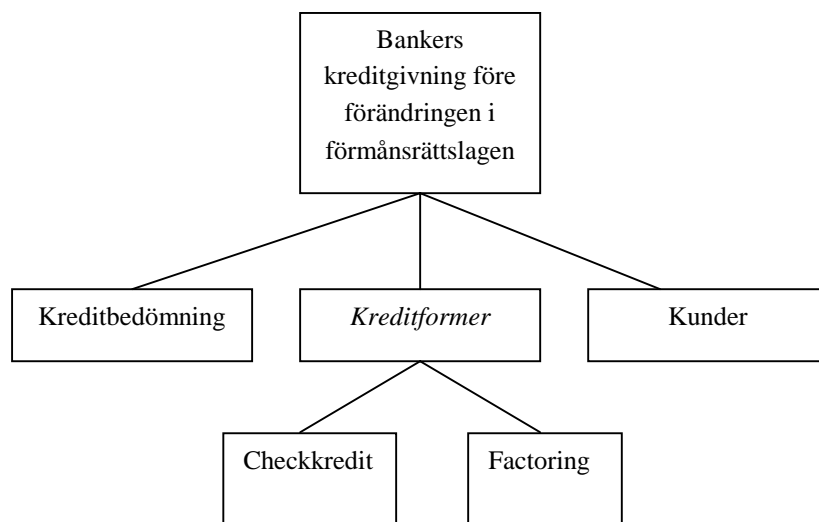 Bankers
kreditgivning före
förändringen i
förmånsrättslagen
Kreditbedömning
Kreditformer
Kunder
Checkkredit
Factoring